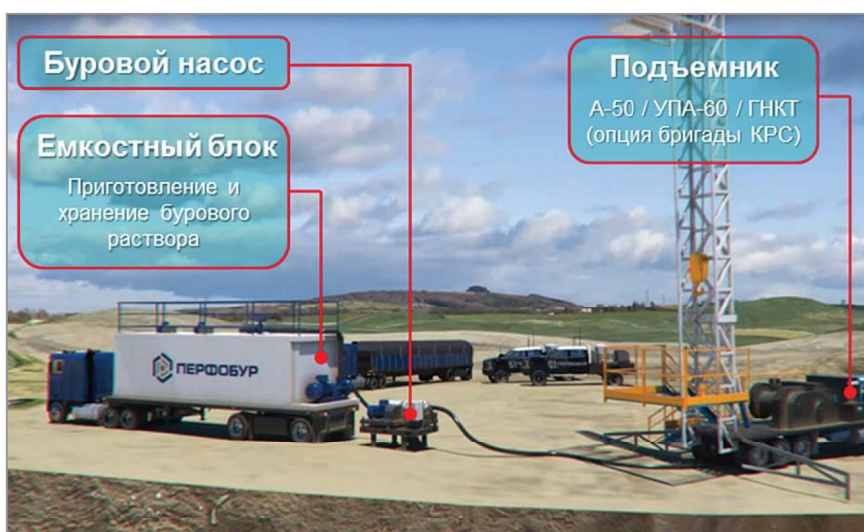 Буровой насос
Емкостный блок
Приготовление и
хранение бурового
раствора
Подъемник
А-50 / УПА-60 / ГНКТ
(опция бригады КРС)
ПЕРФОБУР